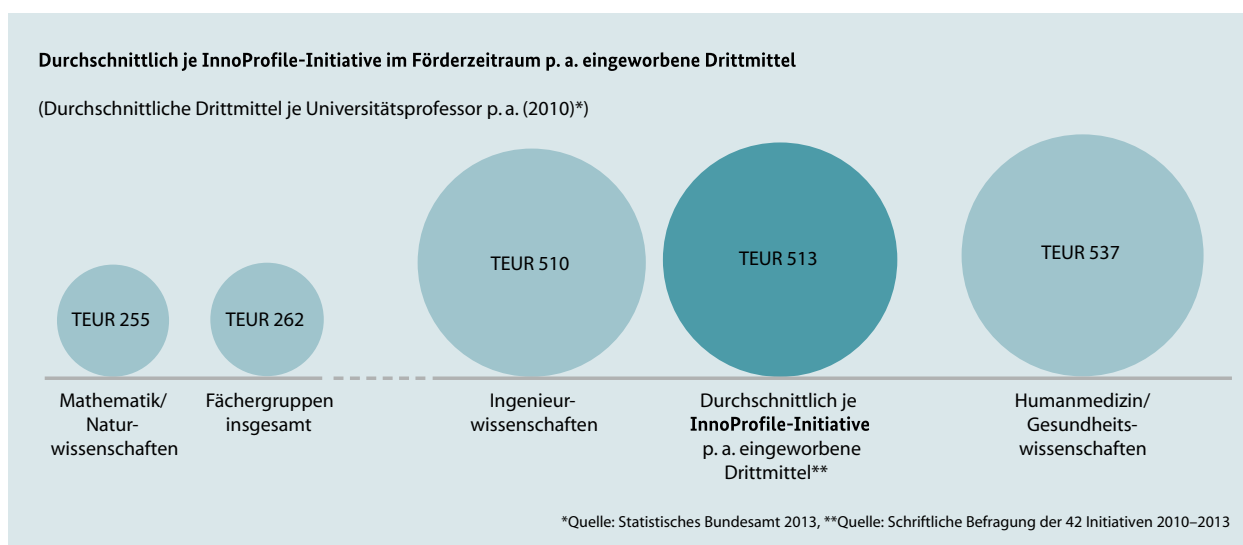 Durchschnittlich je InnoProfile-Initiative im Förderzeitraum p. a. eingeworbene Drittmittel
(Durchschnittliche Drittmittel je Universitätsprofessor p. a. (2010)*)
TEUR 255
TEUR 262
TEUR 510
TEUR 513
TEUR 537
Mathematik/
Natur-
wissenschaften
Fächergruppen
insgesamt
Ingenieur-
wissenschaften
Durchschnittlich je
InnoProfile-Initiative
p. a. eingeworbene
Drittmittel**
Humanmedizin/
Gesundheits-
wissenschaften
*Quelle: Statistisches Bundesamt 2013, **Quelle: Schriftliche Befragung der 42 Initiativen 2010–2013